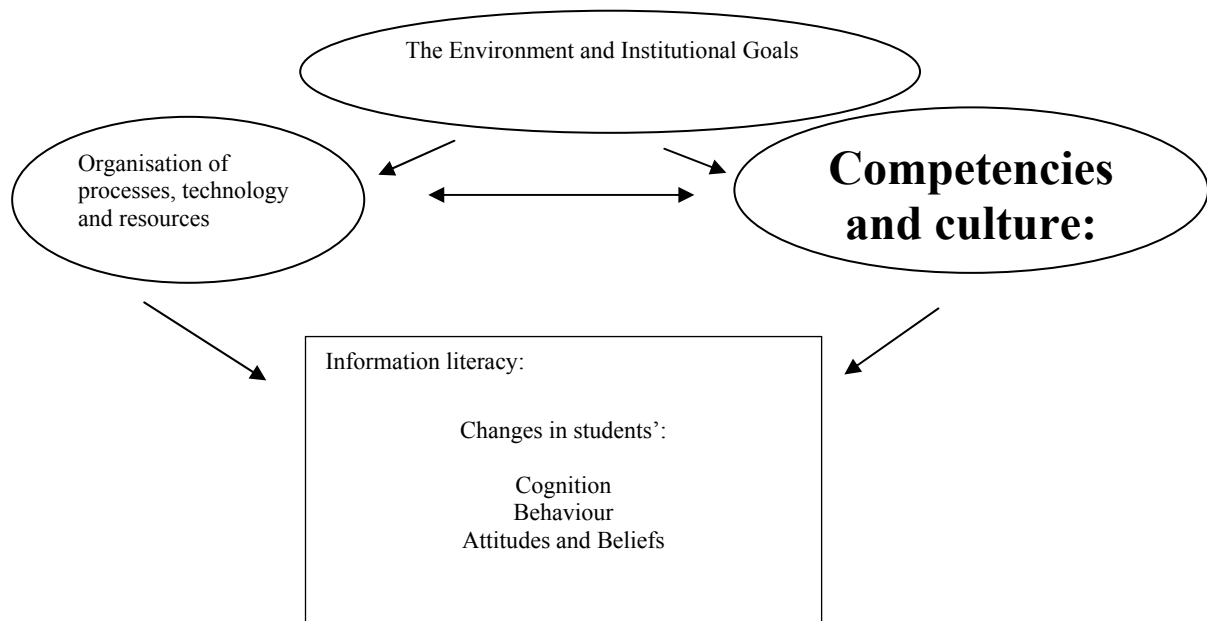 The Environment and Institutional Goals
Organisation of
processes, technology
and resources
Competencies
and culture:
Information literacy:
Changes in students’:
Cognition
Behaviour
Attitudes and Beliefs